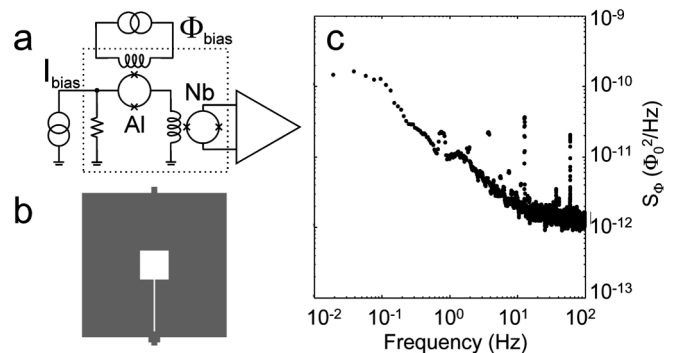 a
Φbias
Ibias
Nb
Al
b
c
10⁻⁹
10⁻¹⁰
10⁻¹¹
10⁻¹²
10⁻¹³
S_Φ (Φ₀²/Hz)
10⁻² 10⁻¹ 10⁰ 10¹ 10²
Frequency (Hz)